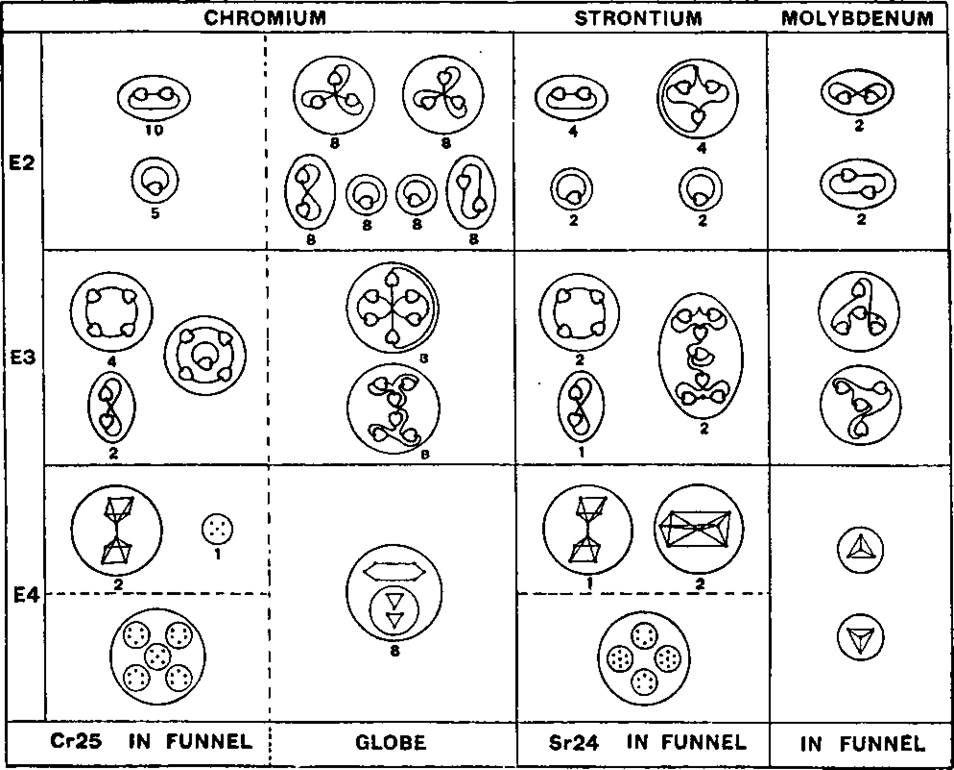 CHROMIUM STRONTIUM MOLYBDENUM
E2
10
5
8 8
8 8 8 8
4 4
2 2
2
2
E3
4
2
8
8
2
1
2
E4
2 1
8
1 2
Cr25 IN FUNNEL GLOBE Sr24 IN FUNNEL IN FUNNEL